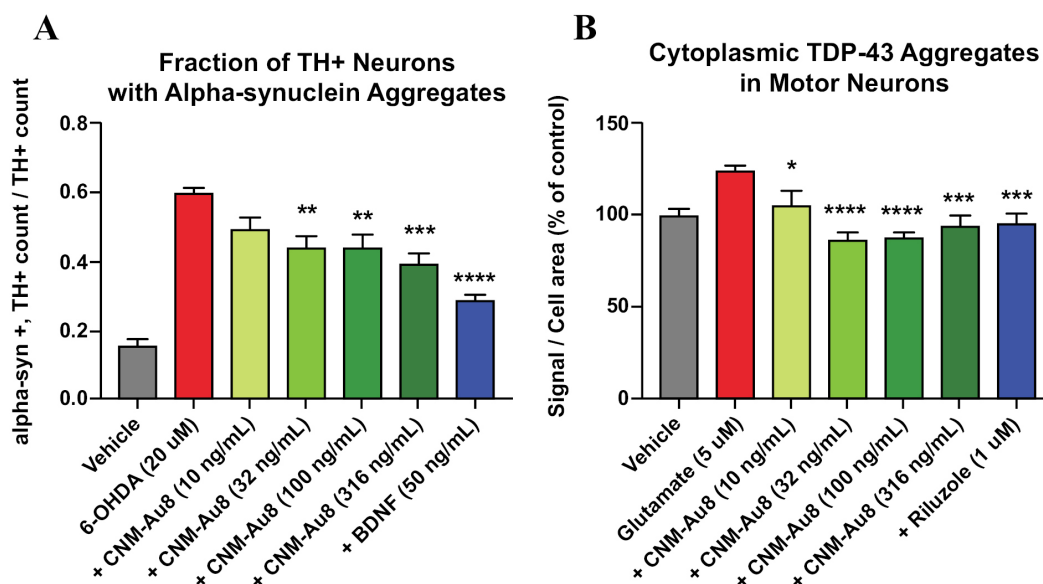 A
Fraction of TH+ Neurons
with Alpha-synuclein Aggregates
alpha-syn +, TH+ count / TH+ count
0.8
0.6
0.4
0.2
0.0
**
**
***
****
Vehicle
6-OHDA (20 uM)
+ CNM-Au8 (10 ng/mL)
+ CNM-Au8 (32 ng/mL)
+ CNM-Au8 (100 ng/mL)
+ CNM-Au8 (316 ng/mL)
+ BDNF (50 ng/mL)
B
Cytoplasmic TDP-43 Aggregates
in Motor Neurons
Signal / Cell area (% of control)
150
100
50
0
*
****
****
***
***
Vehicle
Glutamate (5 uM)
+ CNM-Au8 (10 ng/mL)
+ CNM-Au8 (32 ng/mL)
+ CNM-Au8 (100 ng/mL)
+ CNM-Au8 (316 ng/mL)
+ Riluzole (1 uM)